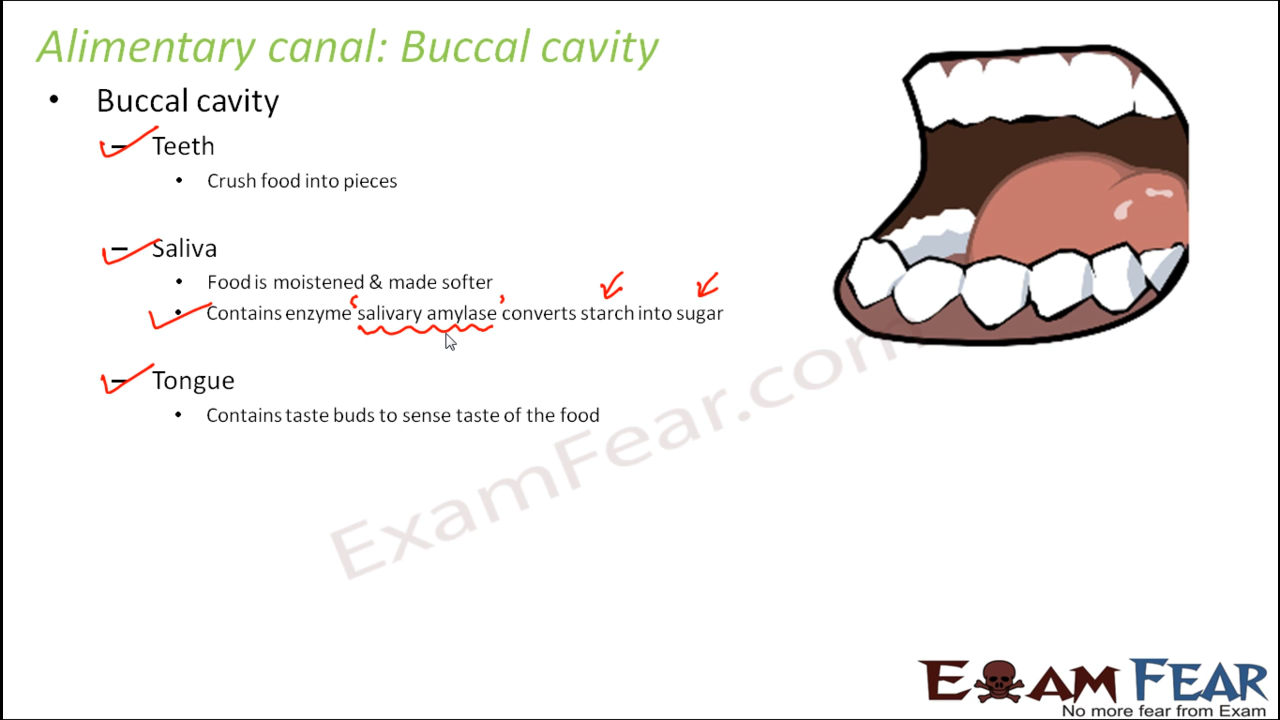 Alimentary canal: Buccal cavity
• Buccal cavity
– Teeth
• Crush food into pieces
– Saliva
• Food is moistened & made softer
• Contains enzyme 'salivary amylase' converts starch into sugar
– Tongue
• Contains taste buds to sense taste of the food
ExamFear.com
EXAM FEAR
No more fear from Exam